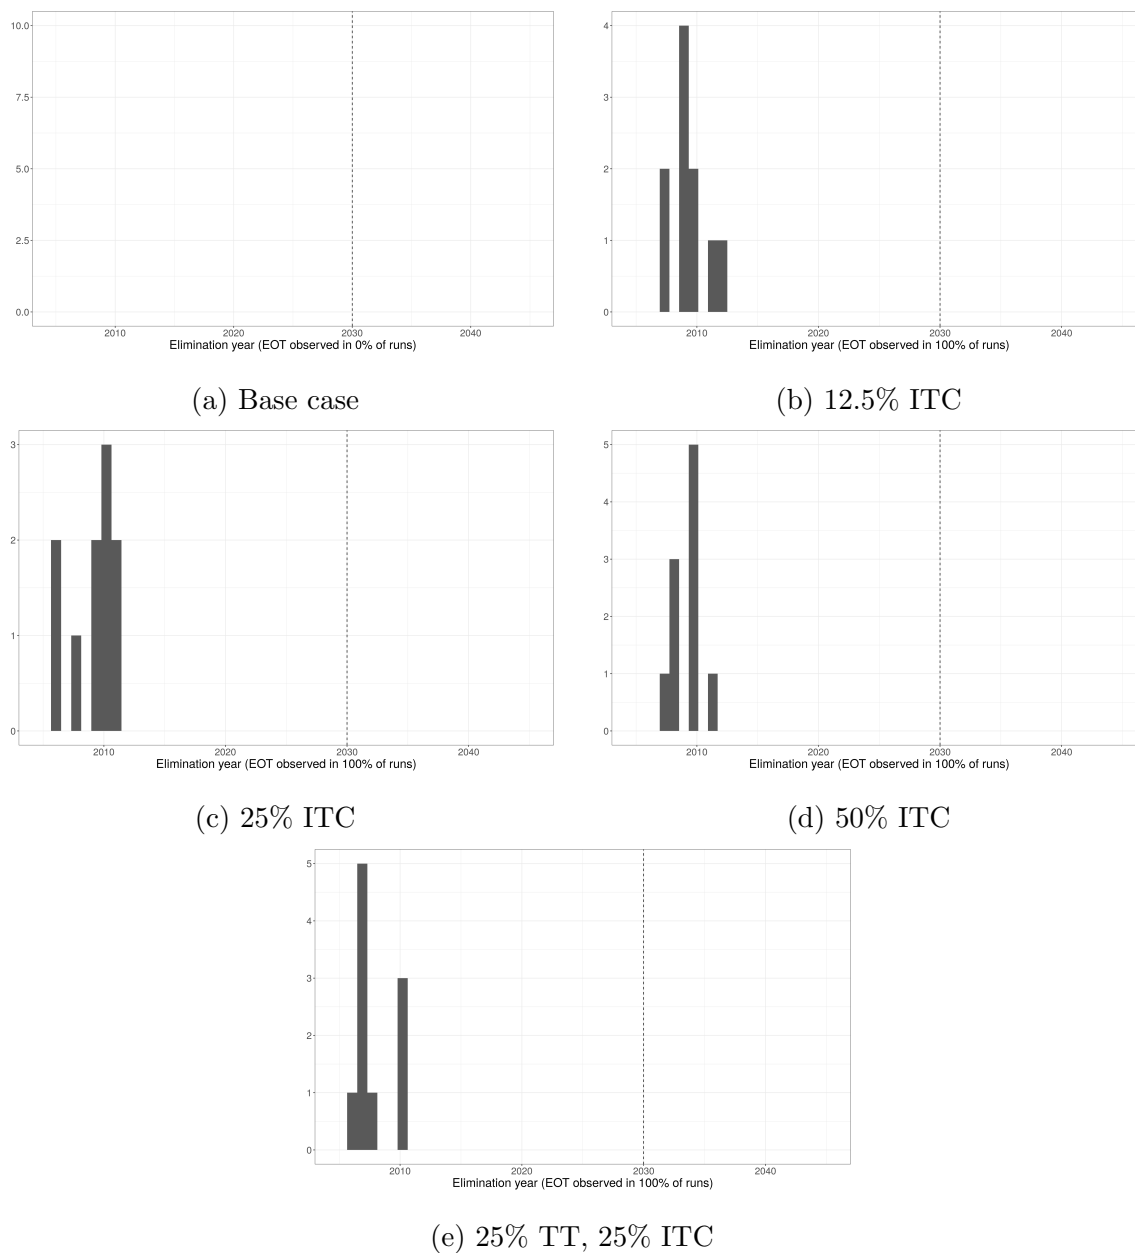 10.0
7.5
5.0
2.5
0.0
2010 2020 2030 2040
Elimination year (EOT observed in 0% of runs)
(a) Base case
4
3
2
1
0
2010 2020 2030 2040
Elimination year (EOT observed in 100% of runs)
(b) 12.5% ITC
3
2
1
0
2010 2020 2030 2040
Elimination year (EOT observed in 100% of runs)
(c) 25% ITC
5
4
3
2
1
0
2010 2020 2030 2040
Elimination year (EOT observed in 100% of runs)
(d) 50% ITC
5
4
3
2
1
0
2010 2020 2030 2040
Elimination year (EOT observed in 100% of runs)
(e) 25% TT, 25% ITC